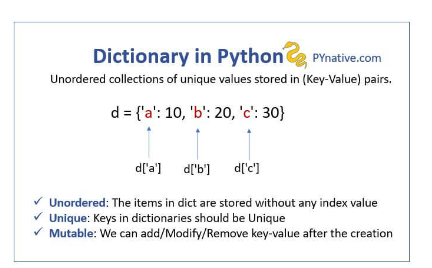 Dictionary in Python PYnative.com
Unordered collections of unique values stored in (Key-Value) pairs.
d = {'a': 10, 'b': 20, 'c': 30}
d['a'] d['b'] d['c']
✓ Unordered: The items in dict are stored without any index value
✓ Unique: Keys in dictionaries should be Unique
✓ Mutable: We can add/Modify/Remove key-value after the creation